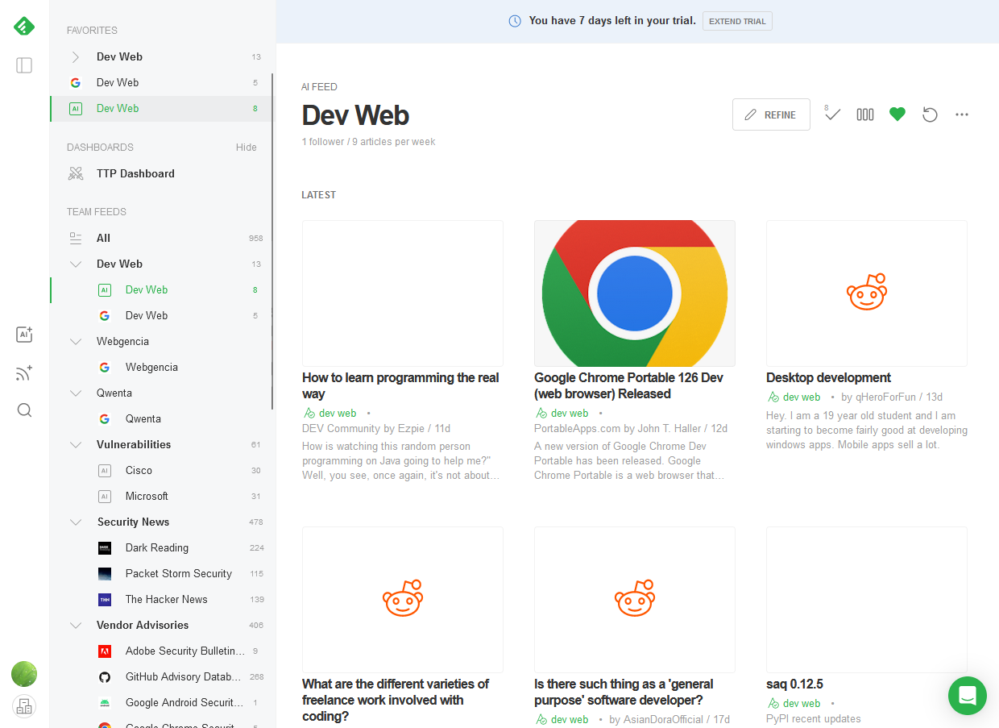 You have 7 days left in your trial.
EXTEND TRIAL
FAVORITES
Dev Web 13
Dev Web 5
AI Dev Web 8
DASHBOARDS Hide
TTP Dashboard
TEAM FEEDS
All 958
Dev Web 13
AI Dev Web 8
Dev Web 5
Webgencia
Webgencia
Qwenta
Qwenta
Vulnerabilities 61
AI Cisco 30
AI Microsoft 31
Security News 478
Dark Reading 224
Packet Storm Security 115
THN The Hacker News 139
Vendor Advisories 406
Adobe Security Bulletin... 9
GitHub Advisory Datab... 268
Google Android Securit... 1
Google Chrome Securit... 5
AI
AI FEED
Dev Web
1 follower / 9 articles per week
REFINE
8
LATEST
How to learn programming the real
way
dev web •
DEV Community by Ezpie / 11d
How is watching this random person
programming on Java going to help me?"
Well, you see, once again, it's not about…
Google Chrome Portable 126 Dev
(web browser) Released
dev web •
PortableApps.com by John T. Haller / 12d
A new version of Google Chrome Dev
Portable has been released. Google
Chrome Portable is a web browser that…
Desktop development
dev web • by qHeroForFun / 13d
Hey. I am a 19 year old student and I am
starting to become fairly good at developing
windows apps. Mobile apps sell a lot.
What are the different varieties of
freelance work involved with
coding?
Is there such thing as a 'general
purpose' software developer?
dev web • by AsianDoraOfficial / 17d
saq 0.12.5
dev web •
PyPI recent updates